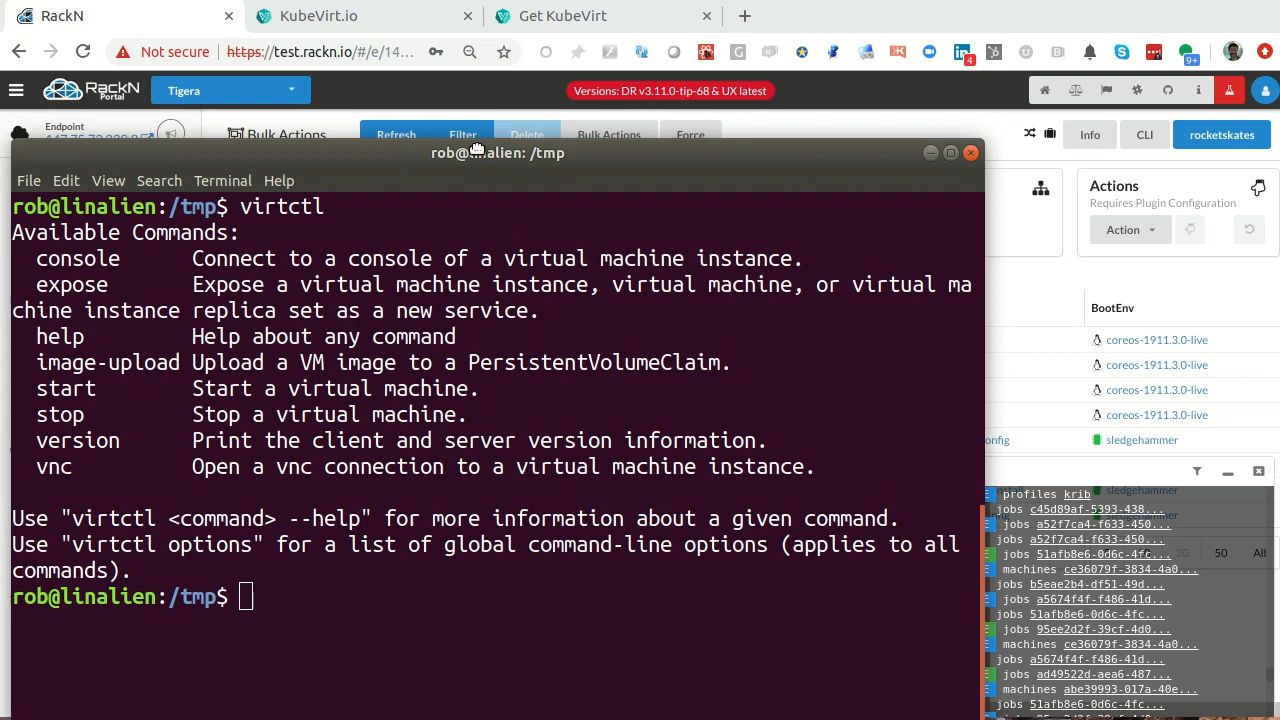 RackN
KubeVirt.io
Get KubeVirt
Not secure
https://test.rackn.io/#/e/14...
4
9+
RackN
Portal
Tigera
Versions: DR v3.11.0-tip-68 & UX latest
Endpoint
Bulk Actions
Refresh
Filter
Delete
Bulk Actions
Force
Info
CLI
rocketskates
rob@linalien: /tmp
File Edit View Search Terminal Help
rob@linalien:/tmp$ virtctl
Available Commands:
console Connect to a console of a virtual machine instance.
expose Expose a virtual machine instance, virtual machine, or virtual ma
chine instance replica set as a new service.
help Help about any command
image-upload Upload a VM image to a PersistentVolumeClaim.
start Start a virtual machine.
stop Stop a virtual machine.
version Print the client and server version information.
vnc Open a vnc connection to a virtual machine instance.
Use "virtctl <command> --help" for more information about a given command.
Use "virtctl options" for a list of global command-line options (applies to all
commands).
rob@linalien:/tmp$
Actions
Requires Plugin Configuration
Action
BootEnv
coreos-1911.3.0-live
coreos-1911.3.0-live
coreos-1911.3.0-live
coreos-1911.3.0-live
onfig
sledgehammer
sledgehammer
sledgehammer
20
50
All
profiles krib
jobs c45d89af-5393-438...
jobs a52f7ca4-f633-450...
jobs a52f7ca4-f633-450...
jobs 51afb8e6-0d6c-4fc...
machines ce36079f-3834-4a0...
jobs b5eae2b4-df51-49d...
jobs a5674f4f-f486-41d...
jobs 51afb8e6-0d6c-4fc...
jobs 95ee2d2f-39cf-4d0...
machines ce36079f-3834-4a0...
jobs a5674f4f-f486-41d...
jobs ad49522d-aea6-487...
machines abe39993-017a-40e...
jobs 51afb8e6-0d6c-4fc...